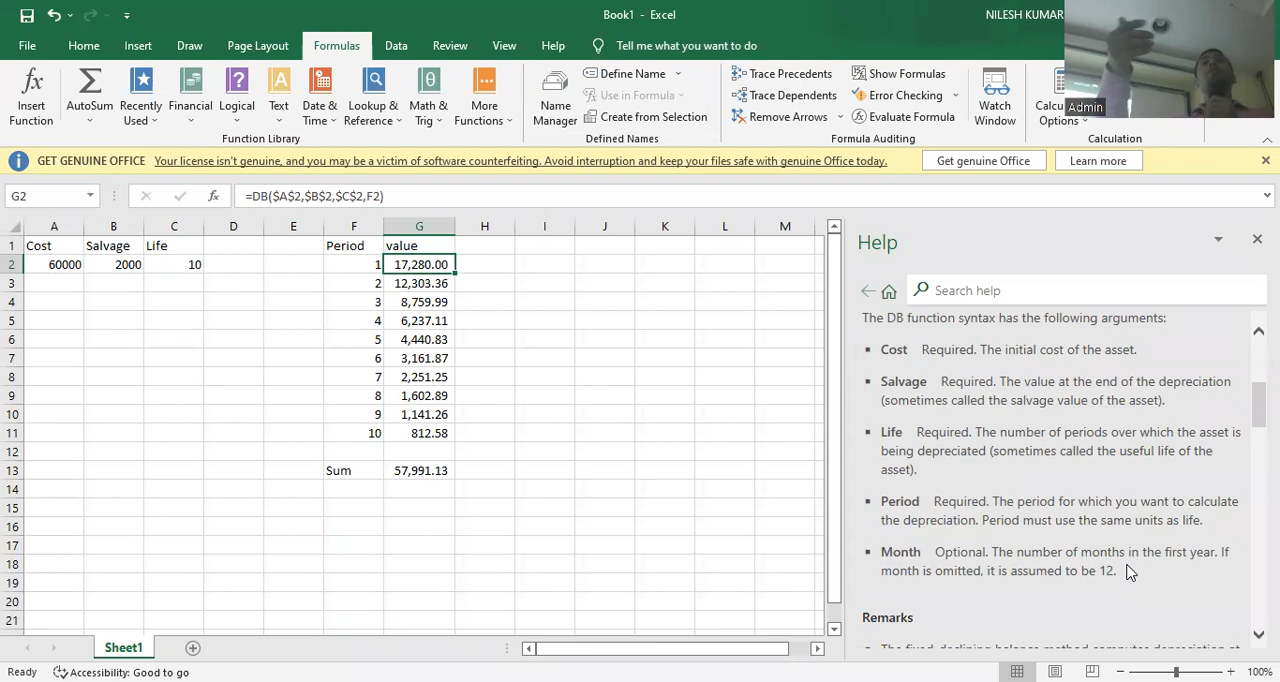 Book1 - Excel
NILESH KUMAR
File Home Insert Draw Page Layout Formulas Data Review View Help Tell me what you want to do
fx Insert Function
AutoSum
Recently Used
Financial
Logical
Text
Date & Time
Lookup & Reference
Math & Trig
More Functions
Function Library
Name Manager
Define Name
Use in Formula
Create from Selection
Defined Names
Trace Precedents
Trace Dependents
Remove Arrows
Show Formulas
Error Checking
Evaluate Formula
Formula Auditing
Watch Window
Calcu
Options
Calculation
Admin
GET GENUINE OFFICE Your license isn't genuine, and you may be a victim of software counterfeiting. Avoid interruption and keep your files safe with genuine Office today. Get genuine Office Learn more
G2 fx =DB($A$2,$B$2,$C$2,F2)
A B C D E F G H I J K L M
1 Cost Salvage Life Period value
2 60000 2000 10 1 17,280.00
3 2 12,303.36
4 3 8,759.99
5 4 6,237.11
6 5 4,440.83
7 6 3,161.87
8 7 2,251.25
9 8 1,602.89
10 9 1,141.26
11 10 812.58
12
13 Sum 57,991.13
14
15
16
17
18
19
20
21
Help
Search help
The DB function syntax has the following arguments:
▪ Cost Required. The initial cost of the asset.
▪ Salvage Required. The value at the end of the depreciation
(sometimes called the salvage value of the asset).
▪ Life Required. The number of periods over which the asset is
being depreciated (sometimes called the useful life of the
asset).
▪ Period Required. The period for which you want to calculate
the depreciation. Period must use the same units as life.
▪ Month Optional. The number of months in the first year. If
month is omitted, it is assumed to be 12.
Remarks
The fixed-declining balance method computes depreciation at
Sheet1
Ready Accessibility: Good to go 100%